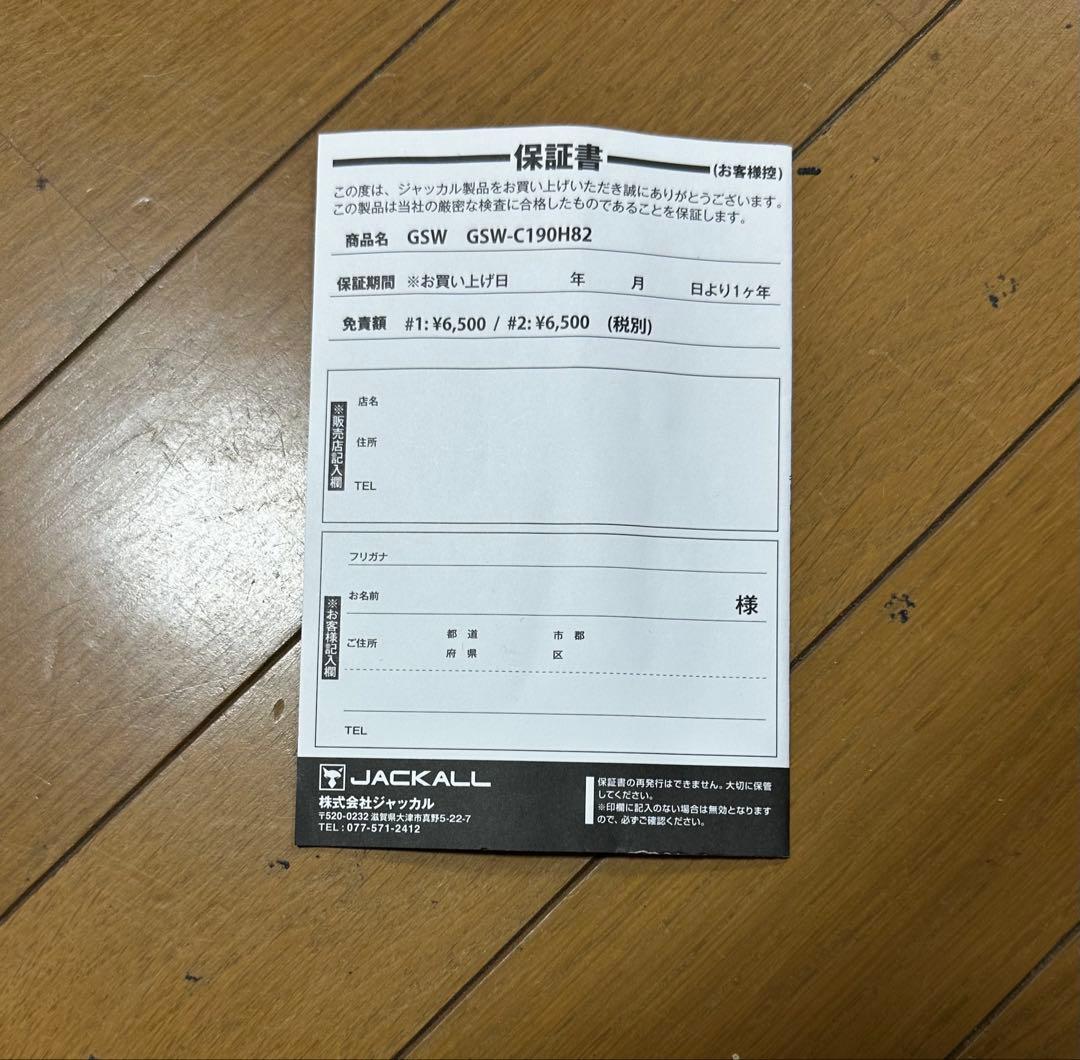 保証書
(お客様控)
この度は、ジャッカル製品をお買い上げいただき誠にありがとうございます。
この製品は当社の厳密な検査に合格したものであることを保証します。
商品名 GSW GSW-C190H82
保証期間 ※お買い上げ日 年 月 日より1ヶ年
免責額 #1: ¥6,500 / #2: ¥6,500 (税別)
※販売店記入欄
店名
住所
TEL
※お客様記入欄
フリガナ
お名前 様
ご住所 都 道 市 郡
府 県 区
TEL
JACKALL
株式会社ジャッカル
〒520-0232 滋賀県大津市真野5-22-7
TEL : 077-571-2412
保証書の再発行はできません。大切に保管
してください。
※印欄に記入のない場合は無効となります
ので、必ずご確認ください。